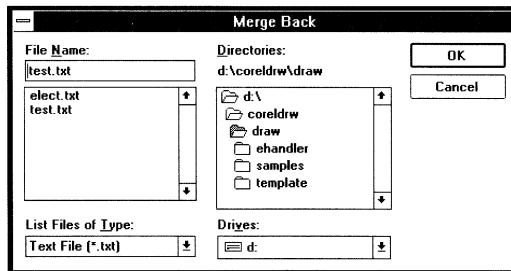 Merge Back
File Name:
test.txt
elect.txt
test.txt
List Files of Type:
Text File (*.txt)
Directories:
d:\coreldrw\draw
d:\
coreldrw
draw
ehandler
samples
template
Drives:
d:
OK
Cancel